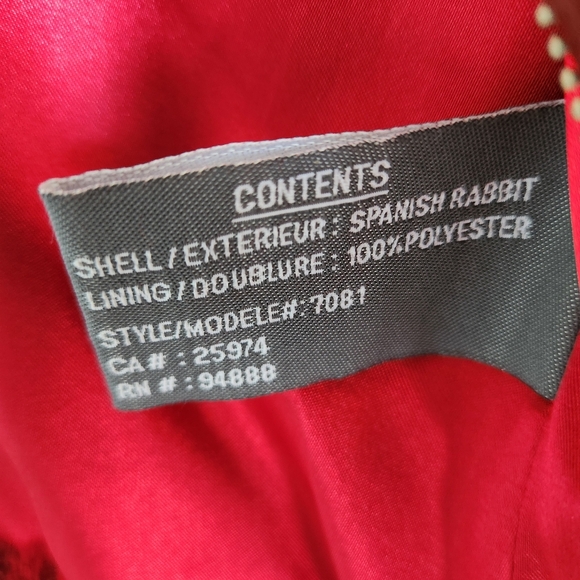 CONTENTS
SHELL / EXTERIEUR : SPANISH RABBIT
LINING / DOUBLURE : 100% POLYESTER
STYLE/MODELE#: 7081
CA # : 25974
RN # : 94888